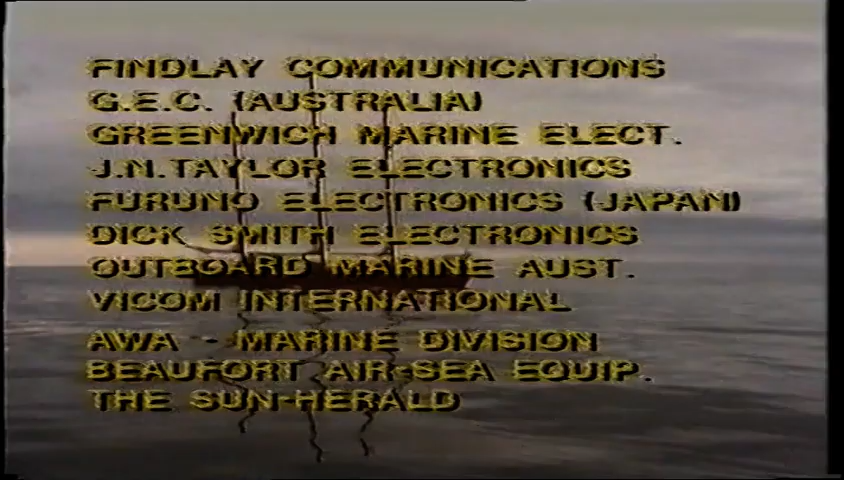 FINDLAY COMMUNICATIONS
G.E.C. (AUSTRALIA)
GREENWICH MARINE ELECT.
J.N.TAYLOR ELECTRONICS
FURUNO ELECTRONICS (JAPAN)
DICK SMITH ELECTRONICS
OUTBOARD MARINE AUST.
VICOM INTERNATIONAL
AWA - MARINE DIVISION
BEAUFORT AIR-SEA EQUIP.
THE SUN-HERALD